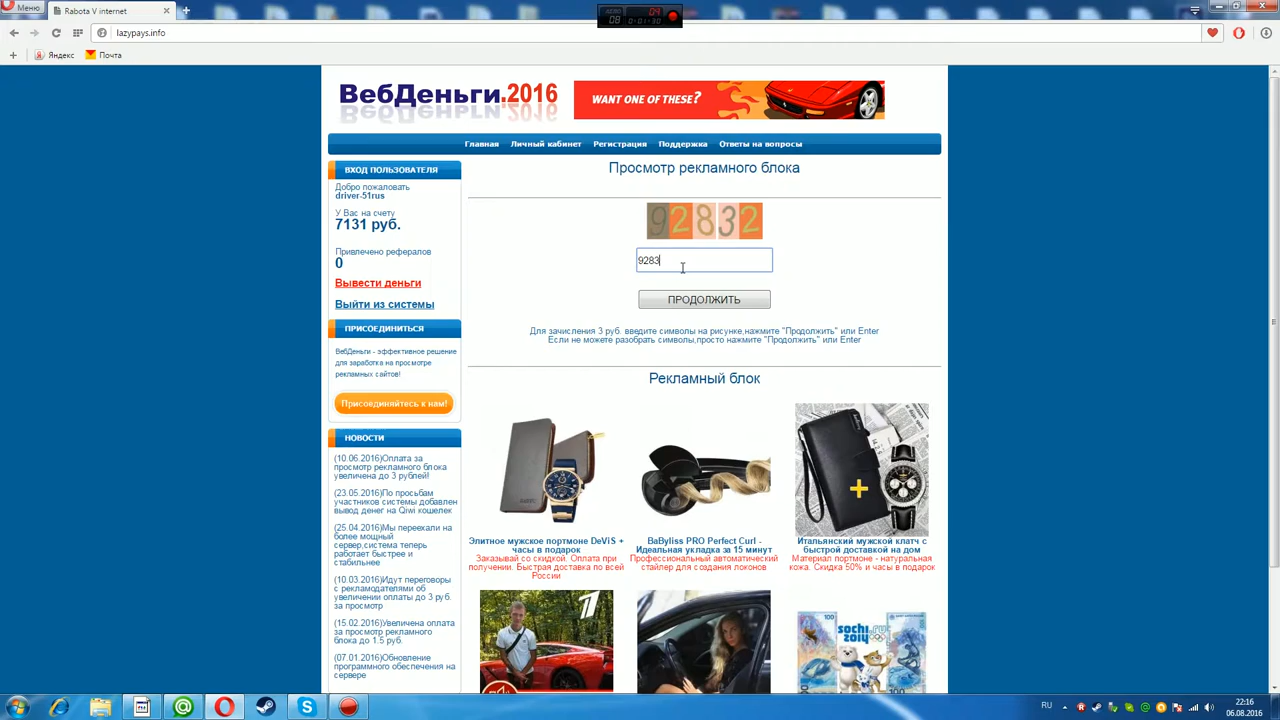 Меню
Rabota V internet
lazypays.info
Яндекс
Почта
ВебДеньги.2016
WANT ONE OF THESE?
Главная Личный кабинет Регистрация Поддержка Ответы на вопросы
ВХОД ПОЛЬЗОВАТЕЛЯ
Добро пожаловать
driver-51rus
У Вас на счету
7131 руб.
Привлечено рефералов
0
Вывести деньги
Выйти из системы
ПРИСОЕДИНИТЬСЯ
ВебДеньги - эффективное решение
для заработка на просмотре
рекламных сайтов!
Присоединяйтесь к нам!
НОВОСТИ
(10.06.2016)Оплата за
просмотр рекламного блока
увеличена до 3 рублей!
(23.05.2016)По просьбам
участников системы добавлен
вывод денег на Qiwi кошелек
(25.04.2016)Мы переехали на
более мощный
сервер,система теперь
работает быстрее и
стабильнее
(10.03.2016)Идут переговоры
с рекламодателями об
увеличении оплаты до 3 руб.
за просмотр
(15.02.2016)Увеличена оплата
за просмотр рекламного
блока до 1.5 руб.
(07.01.2016)Обновление
программного обеспечения на
сервере
Просмотр рекламного блока
92832
9283
ПРОДОЛЖИТЬ
Для зачисления 3 руб. введите символы на рисунке,нажмите "Продолжить" или Enter
Если не можете разобрать символы,просто нажмите "Продолжить" или Enter
Рекламный блок
Элитное мужское портмоне DeViS +
часы в подарок
Заказывай со скидкой. Оплата при
получении. Быстрая доставка по всей
России
BaByliss PRO Perfect Curl -
Идеальная укладка за 15 минут
Профессиональный автоматический
стайлер для создания локонов
+
Итальянский мужской клатч с
быстрой доставкой на дом
Материал портмоне - натуральная
кожа. Скидка 50% и часы в подарок
sochi.ru
2014
100
RU
22:16
06.08.2016